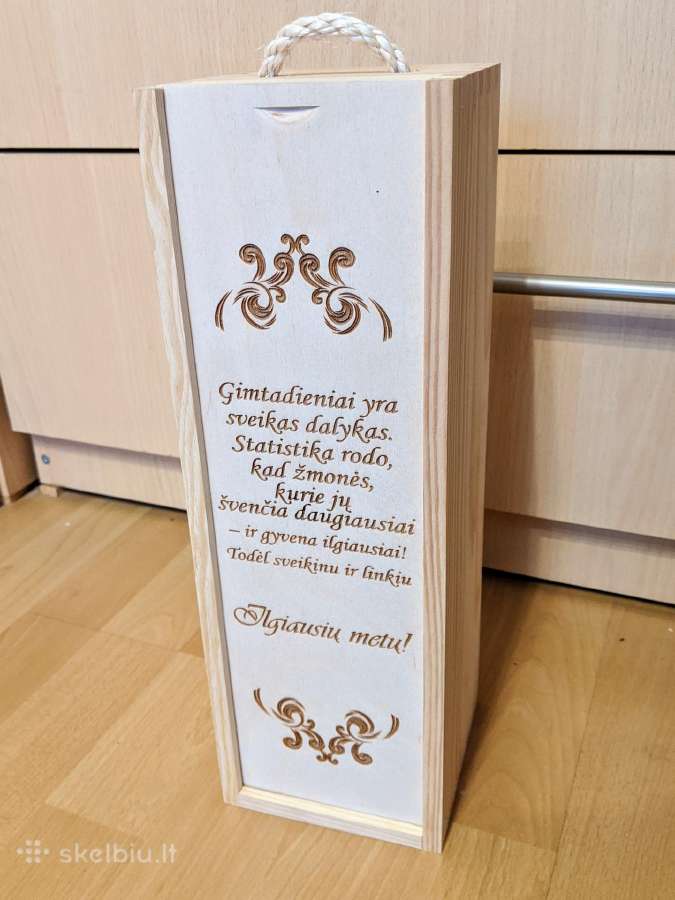 Gimtadieniai yra
sveikas dalykas.
Statistika rodo,
kad žmonės,
kurie jų
švenčia daugiausiai
– ir gyvena ilgiausiai!
Todėl sveikinu ir linkiu
Ilgiausių metų!
skelbiu.lt